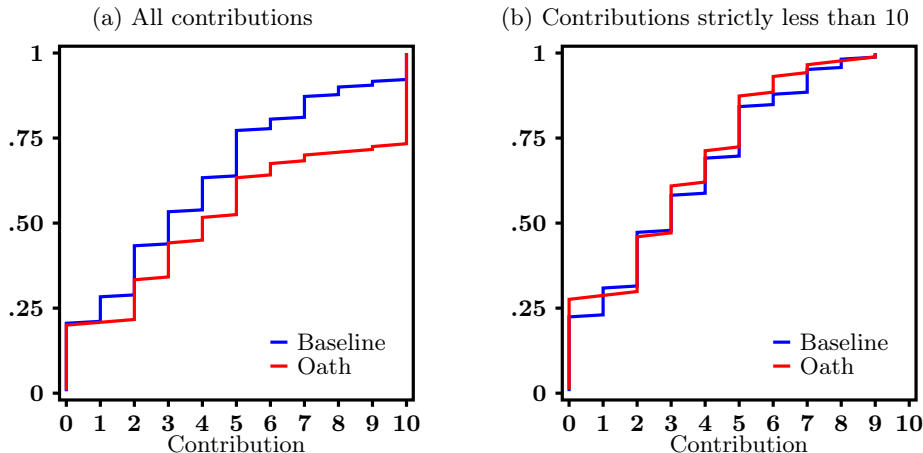 (a) All contributions
1
.75
.50
.25
0
Baseline
Oath
0 1 2 3 4 5 6 7 8 9 10
Contribution
(b) Contributions strictly less than 10
1
.75
.50
.25
0
Baseline
Oath
0 1 2 3 4 5 6 7 8 9 10
Contribution